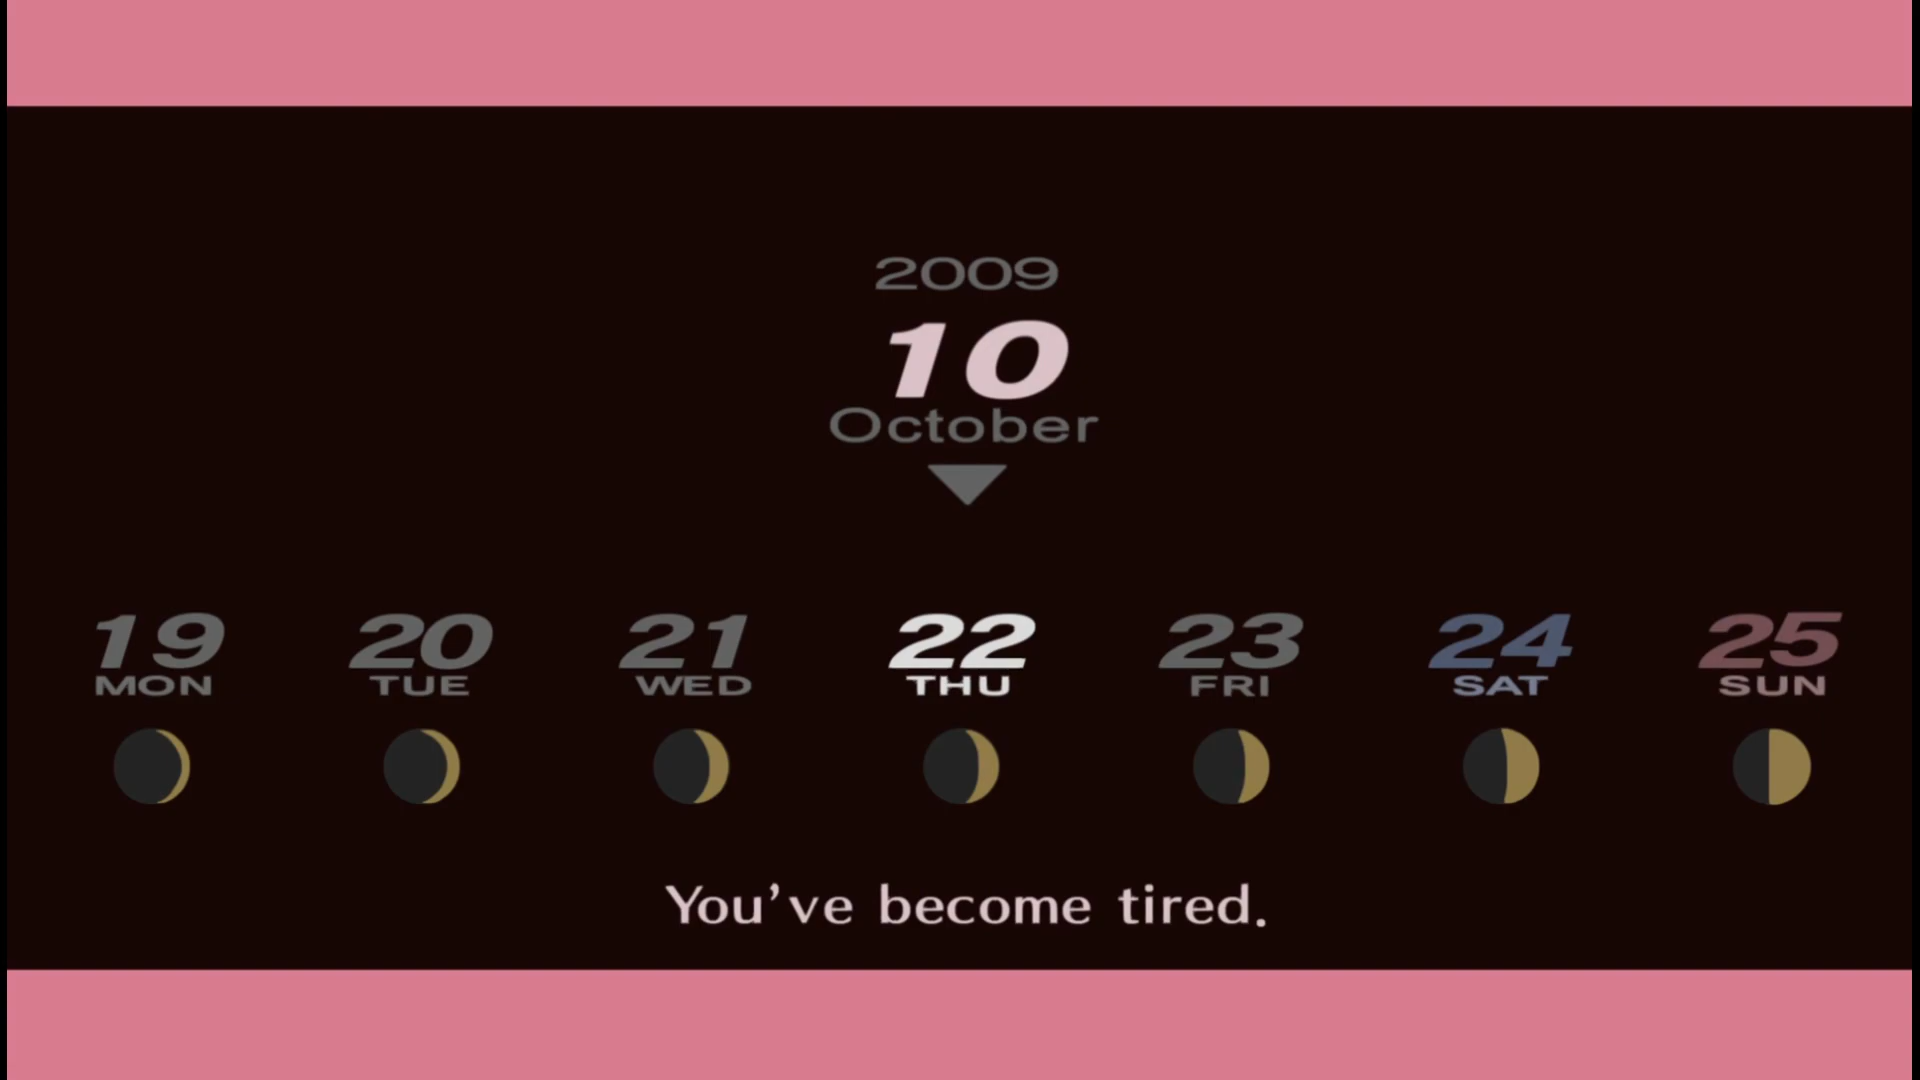 2009
10
October
19 20 21 22 23 24 25
MON TUE WED THU FRI SAT SUN
You've become tired.